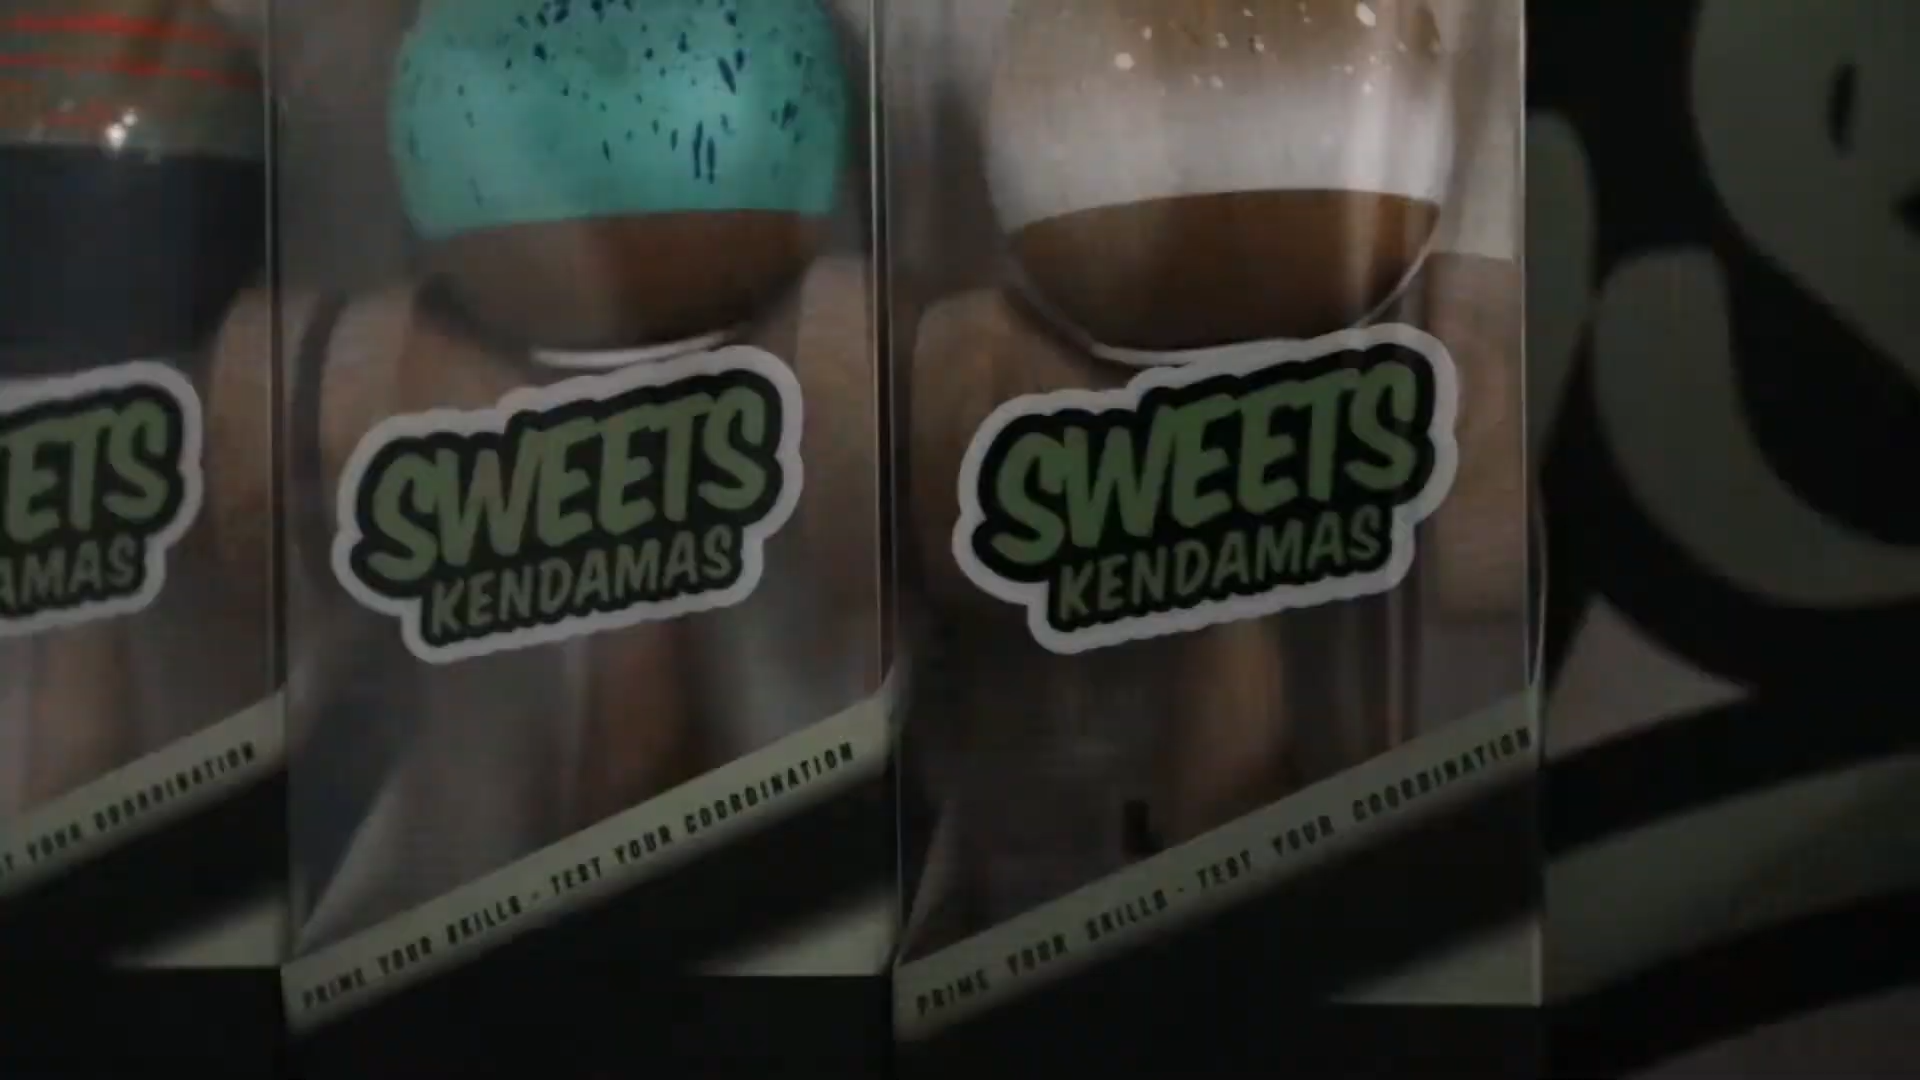 ETS
AMAS
T YOUR COORDINATION
SWEETS
KENDAMAS
PRIME YOUR SKILLS - TEST YOUR COORDINATION
SWEETS
KENDAMAS
PRIME YOUR SKILLS - TEST YOUR COORDINATION